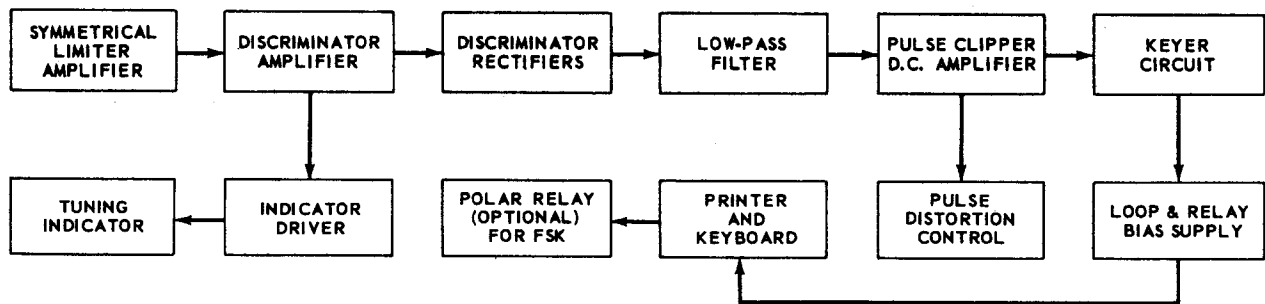 SYMMETRICAL
LIMITER
AMPLIFIER
DISCRIMINATOR
AMPLIFIER
DISCRIMINATOR
RECTIFIERS
LOW-PASS
FILTER
PULSE CLIPPER
D.C. AMPLIFIER
KEYER
CIRCUIT
TUNING
INDICATOR
INDICATOR
DRIVER
POLAR RELAY
(OPTIONAL)
FOR FSK
PRINTER
AND
KEYBOARD
PULSE
DISTORTION
CONTROL
LOOP & RELAY
BIAS SUPPLY